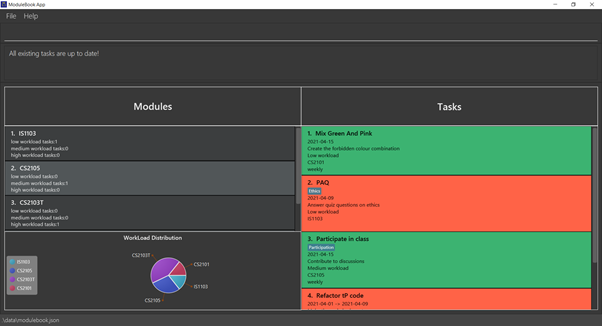 ModuleBook App
File Help
All existing tasks are up to date!
Modules
1. IS1103
low workload tasks:1
medium workload tasks:0
high workload tasks:0
2. CS2105
low workload tasks:0
medium workload tasks:1
high workload tasks:0
3. CS2103T
low workload tasks:0
medium workload tasks:0
high workload tasks:1
WorkLoad Distribution
IS1103
CS2105
CS2103T
CS2101
CS2103T
CS2101
IS1103
CS2105
Tasks
1. Mix Green And Pink
2021-04-15
Create the forbidden colour combination
Low workload
CS2101
weekly
2. PAQ
Ethics
2021-04-09
Answer quiz questions on ethics
Low workload
IS1103
3. Participate in class
Participation
2021-04-15
Contribute to discussions
Medium workload
CS2105
weekly
4. Refactor tP code
2021-04-01 -> 2021-04-09
.\data\modulebook.json